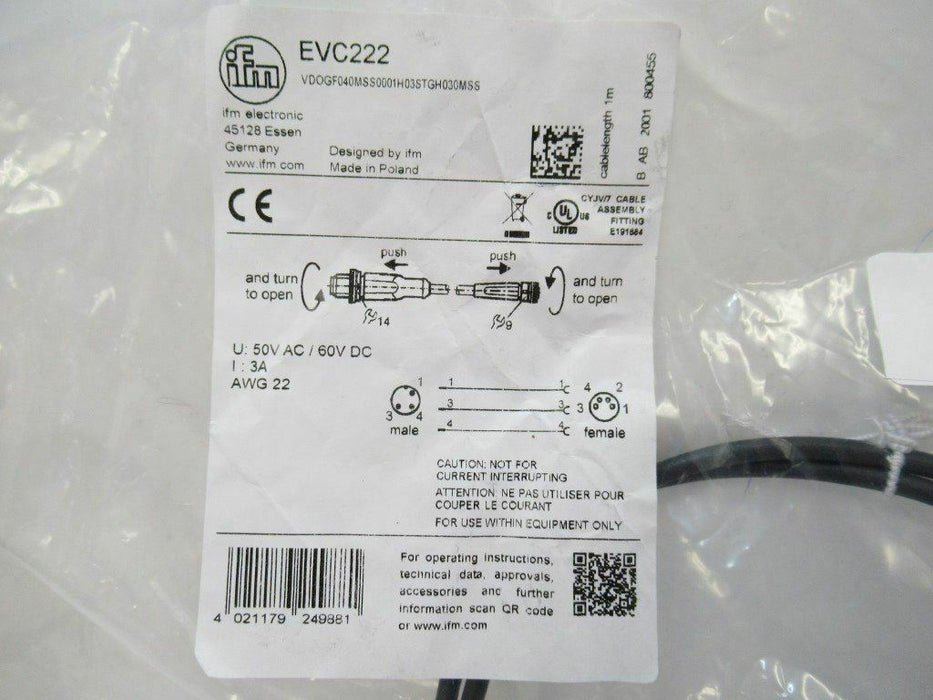 ifm
EVC222
VDOGF040MSS0001H03STGH030MSS
ifm electronic
45128 Essen
Germany
www.ifm.com
Designed by ifm
Made in Poland
cablelength 1m
B AB 2001 800455
CE
CYJV/7 CABLE
ASSEMBLY
FITTING
E191684
C UL US
LISTED
push
push
and turn
to open
and turn
to open
14
9
U: 50V AC / 60V DC
I : 3A
AWG 22
1
3 4
male
1 1
3 3
4 4
4 2
3 1
female
CAUTION: NOT FOR
CURRENT INTERRUPTING
ATTENTION: NE PAS UTILISER POUR
COUPER LE COURANT
FOR USE WITHIN EQUIPMENT ONLY
4 021179 249881
For operating instructions,
technical data, approvals,
accessories and further
information scan QR code
or www.ifm.com